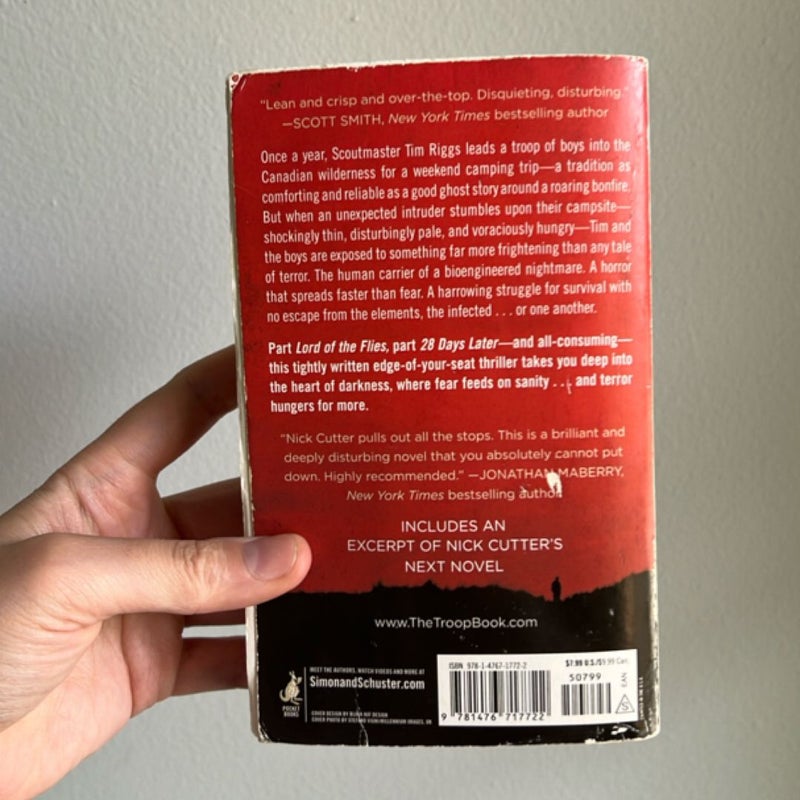 "Lean and crisp and over-the-top. Disquieting, disturbing."
—SCOTT SMITH, New York Times bestselling author
Once a year, Scoutmaster Tim Riggs leads a troop of boys into the
Canadian wilderness for a weekend camping trip—a tradition as
comforting and reliable as a good ghost story around a roaring bonfire.
But when an unexpected intruder stumbles upon their campsite—
shockingly thin, disturbingly pale, and voraciously hungry—Tim and
the boys are exposed to something far more frightening than any tale
of terror. The human carrier of a bioengineered nightmare. A horror
that spreads faster than fear. A harrowing struggle for survival with
no escape from the elements, the infected . . . or one another.
Part Lord of the Flies, part 28 Days Later—and all-consuming—
this tightly written edge-of-your-seat thriller takes you deep into
the heart of darkness, where fear feeds on sanity . . . and terror
hungers for more.
"Nick Cutter pulls out all the stops. This is a brilliant and
deeply disturbing novel that you absolutely cannot put
down. Highly recommended." —JONATHAN MABERRY,
New York Times bestselling author
INCLUDES AN
EXCERPT OF NICK CUTTER'S
NEXT NOVEL
www.TheTroopBook.com
MEET THE AUTHORS, WATCH VIDEOS AND MORE AT
SimonandSchuster.com
POCKET
BOOKS
COVER DESIGN BY
COVER PHOTO BY
ISBN 978-1-4767-1772-2
$7.99 U.S./$9.99 Can.
50799
9 781476 717722
EAN
S